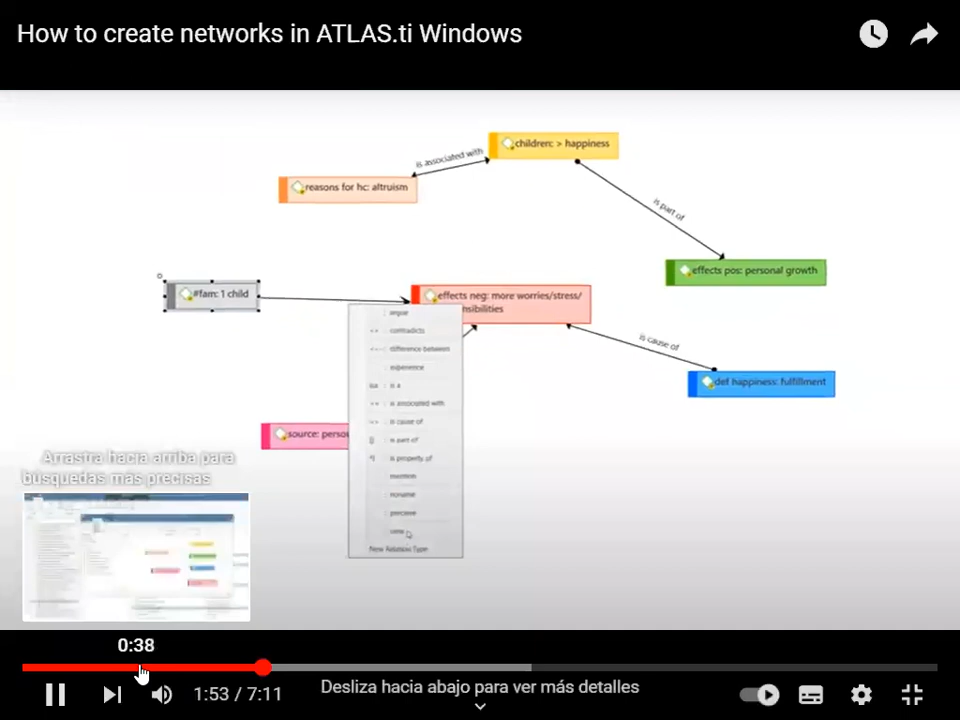 How to create networks in ATLAS.ti Windows
children: > happiness
is associated with
reasons for hc: altruism
is part of
effects pos: personal growth
#fam: 1 child
effects neg: more worries/stress/
nsibilities
argue
contradicts
difference between
experience
is a
is associated with
is cause of
is part of
is property of
mention
noname
New Relation Type
is cause of
def happiness: fulfillment
source: perso
Arrastra hacia arriba para
búsquedas más precisas
0:38
1:53 / 7:11
Desliza hacia abajo para ver más detalles